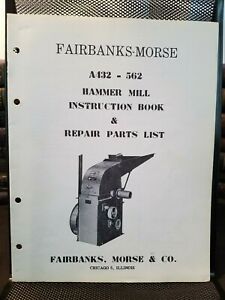 FAIRBANKS-MORSE
A432 - 562
HAMMER MILL
INSTRUCTION BOOK
&
REPAIR PARTS LIST
FAIRBANKS, MORSE & CO.
CHICAGO 5, ILLINOIS